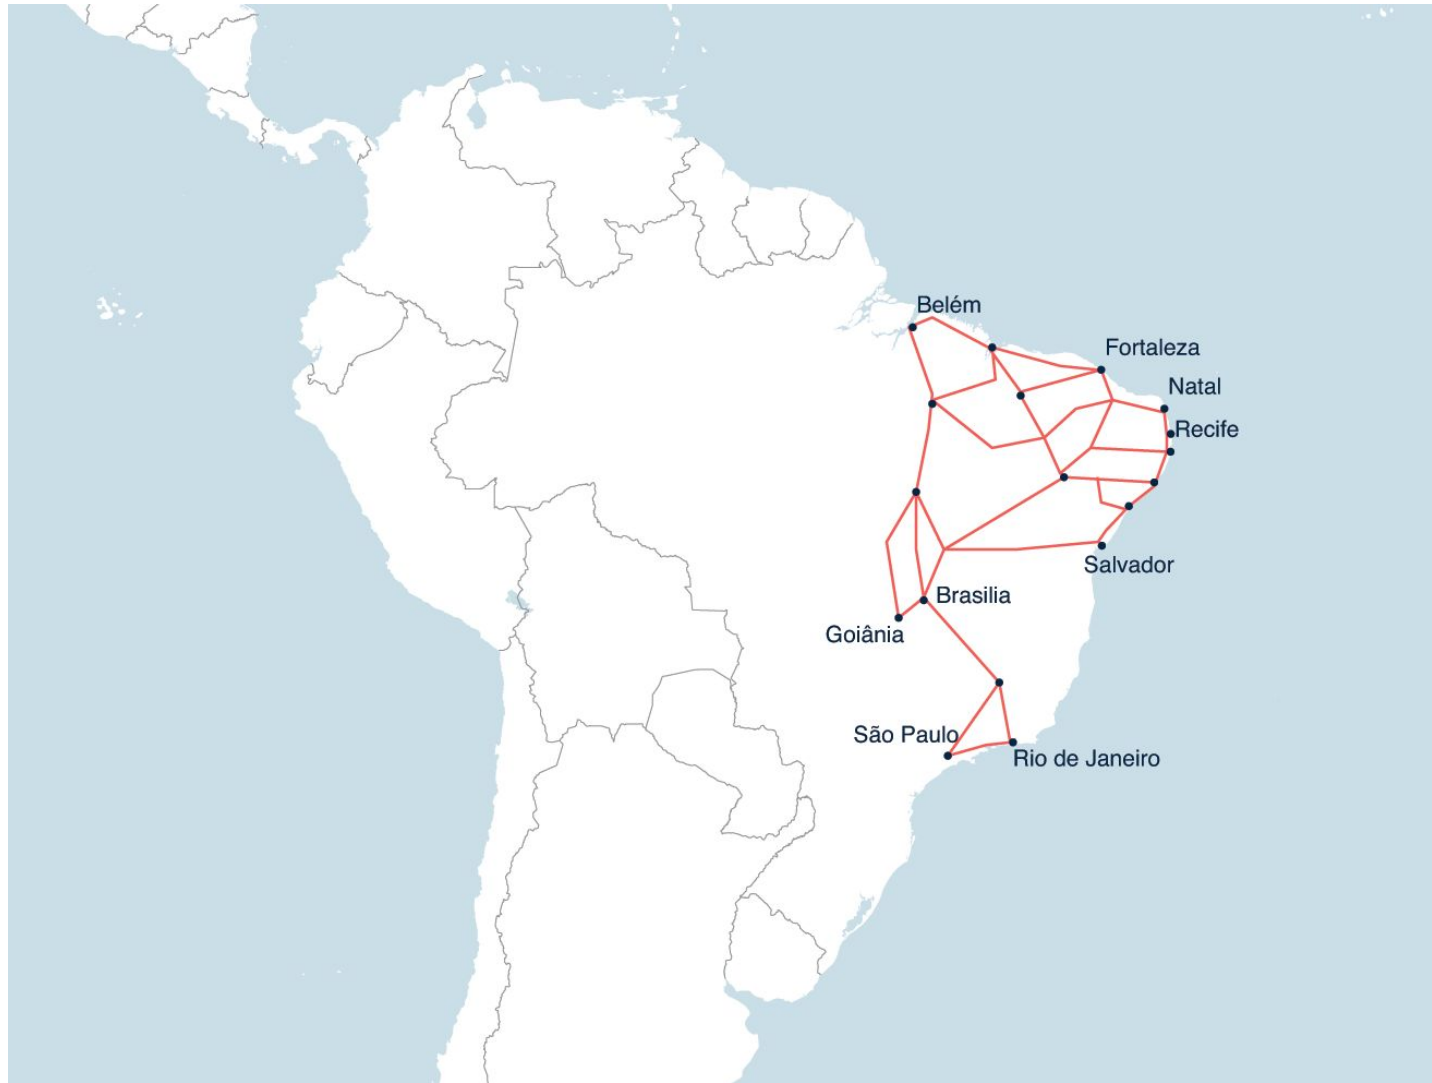 Belém
Fortaleza
Natal
Recife
Salvador
Brasilia
Goiânia
São Paulo
Rio de Janeiro